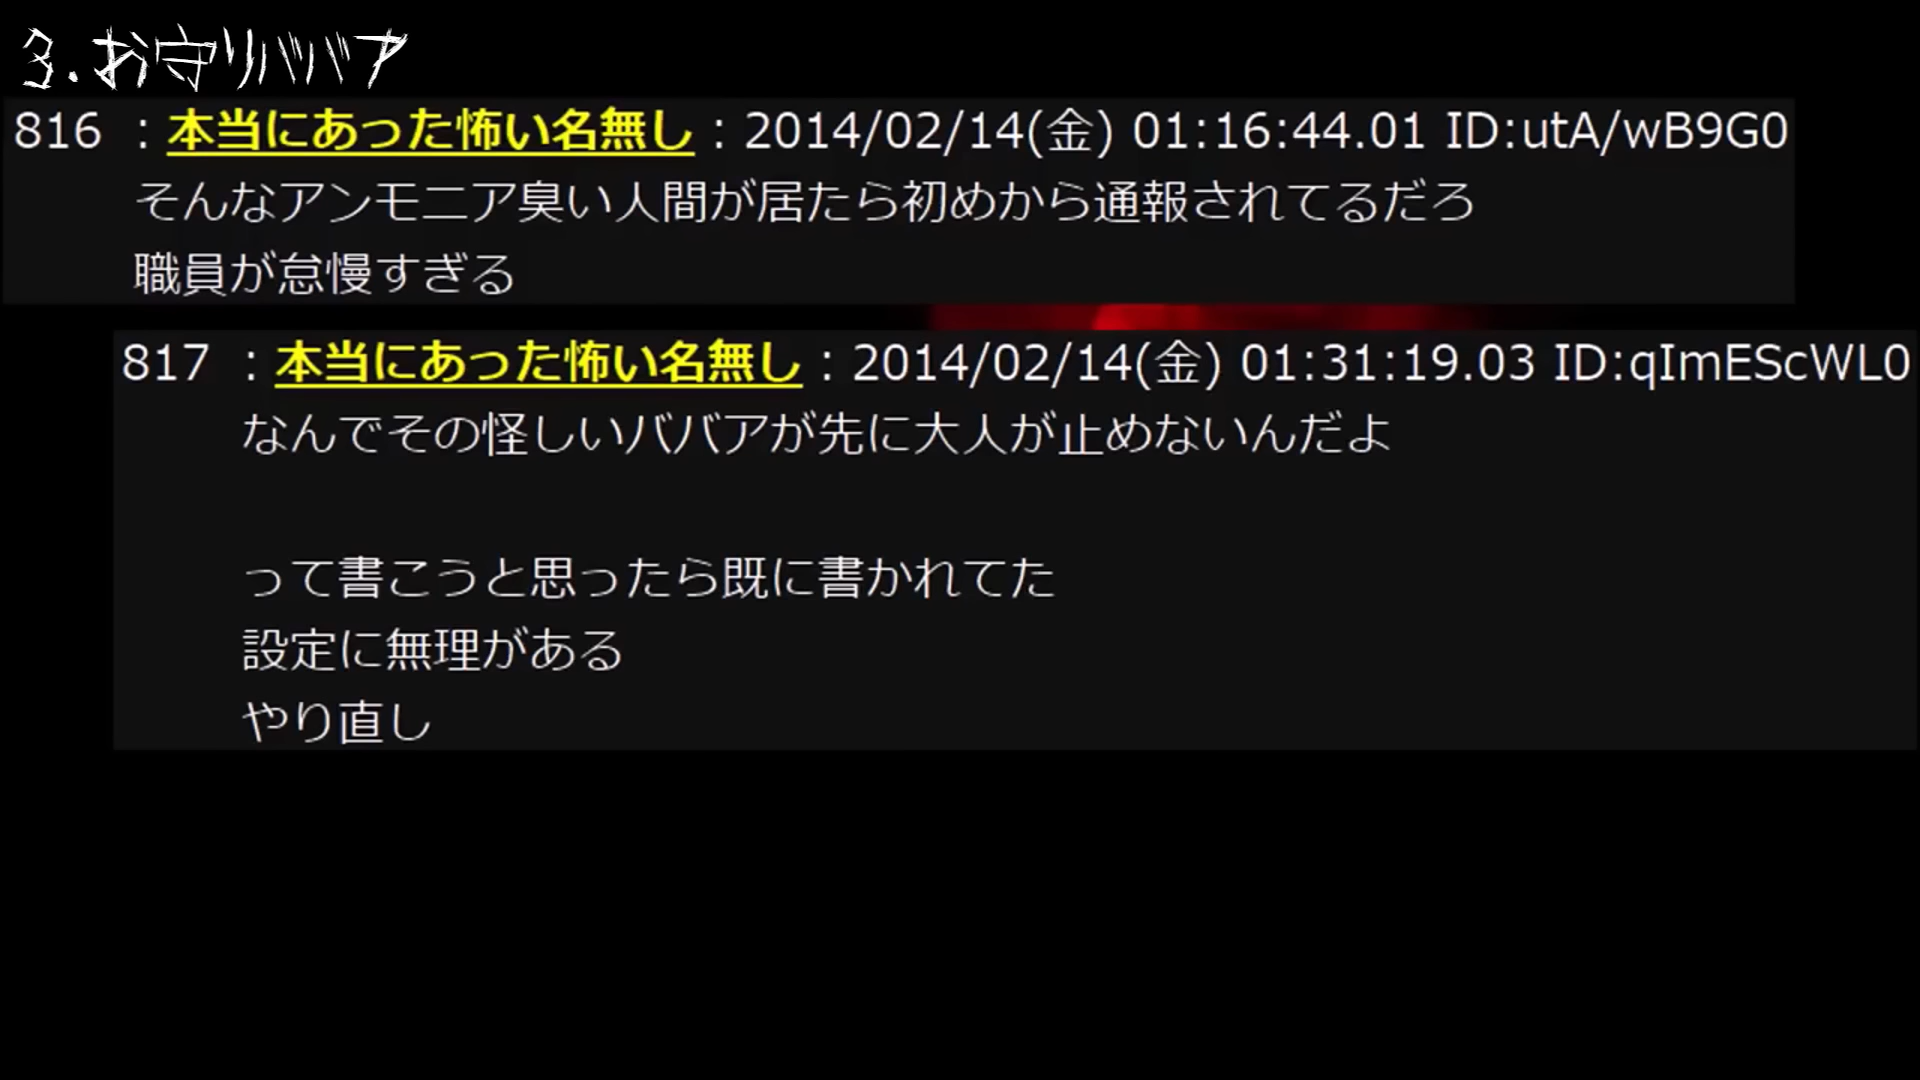 3.お守りババア
816 ：本当にあった怖い名無し：2014/02/14(金) 01:16:44.01 ID:utA/wB9G0
そんなアンモニア臭い人間が居たら初めから通報されてるだろ
職員が怠慢すぎる
817 ：本当にあった怖い名無し：2014/02/14(金) 01:31:19.03 ID:qImEScWL0
なんでその怪しいババアが先に大人が止めないんだよ
って書こうと思ったら既に書かれてた
設定に無理がある
やり直し